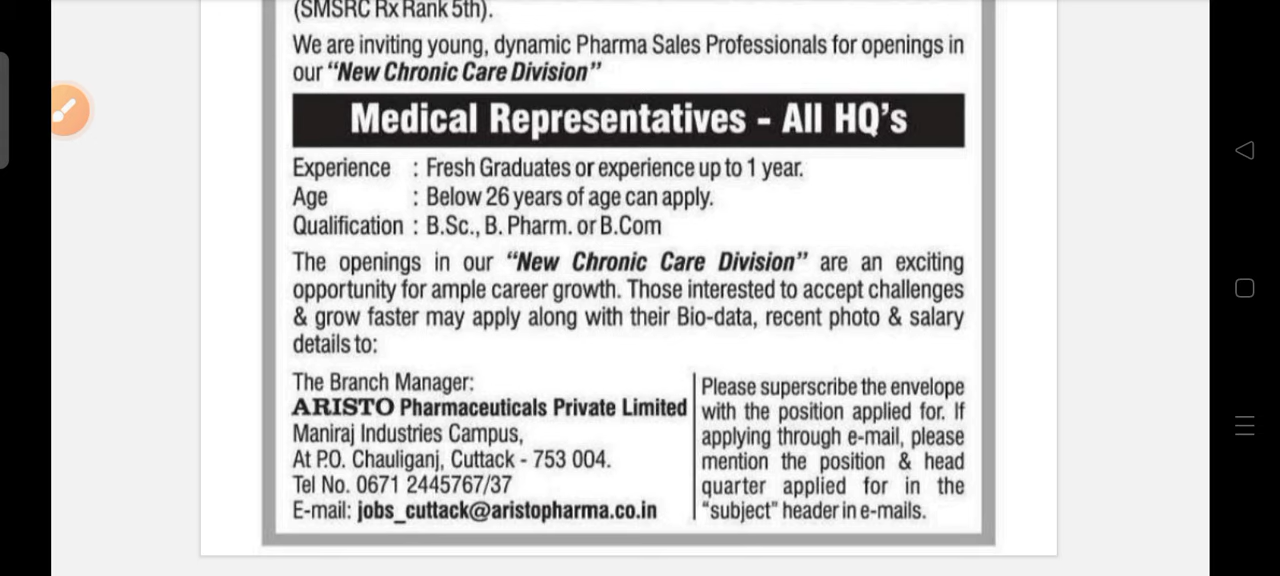 (SMSRC Rx Rank 5th).
We are inviting young, dynamic Pharma Sales Professionals for openings in
our “New Chronic Care Division”
Medical Representatives - All HQ’s
Experience : Fresh Graduates or experience up to 1 year.
Age : Below 26 years of age can apply.
Qualification : B.Sc., B. Pharm. or B.Com
The openings in our “New Chronic Care Division” are an exciting
opportunity for ample career growth. Those interested to accept challenges
& grow faster may apply along with their Bio-data, recent photo & salary
details to:
The Branch Manager:
ARISTO Pharmaceuticals Private Limited
Maniraj Industries Campus,
At P.O. Chauliganj, Cuttack - 753 004.
Tel No. 0671 2445767/37
E-mail: jobs_cuttack@aristopharma.co.in
Please superscribe the envelope
with the position applied for. If
applying through e-mail, please
mention the position & head
quarter applied for in the
“subject” header in e-mails.